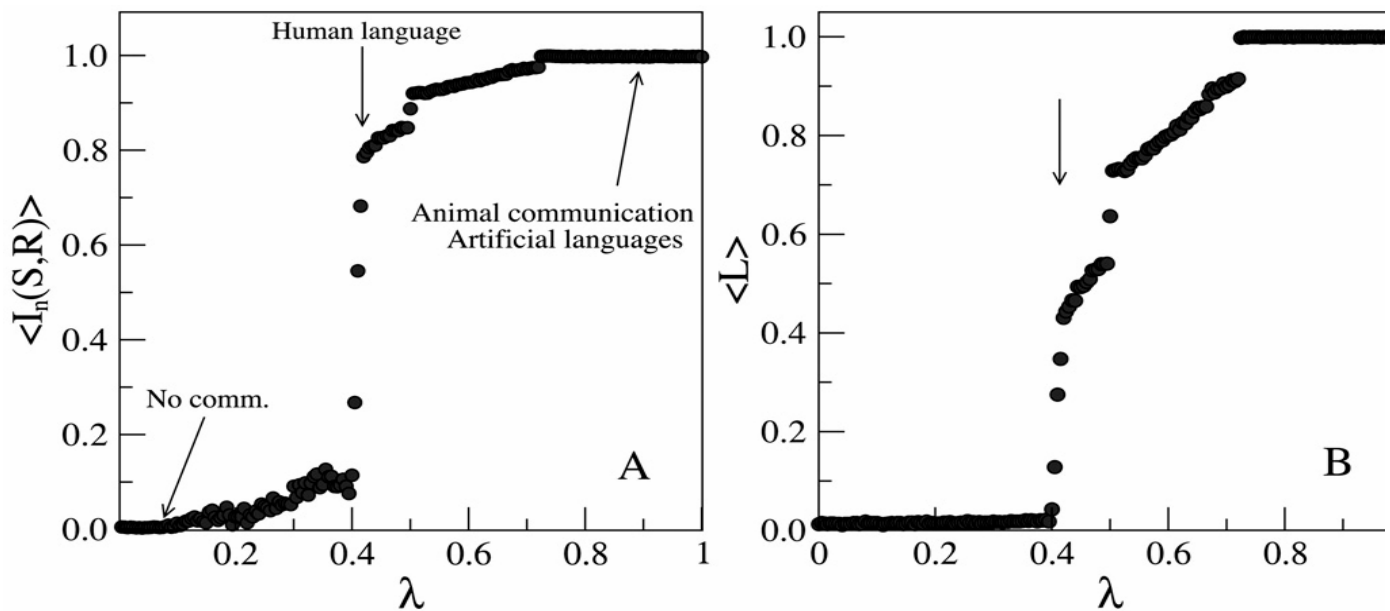 Human language
1.0
0.8
0.6
0.4
0.2
0.0
<I_n(S,R)>
Animal communication
Artificial languages
No comm.
A
0.2
0.4
0.6
0.8
1
λ
1.0
0.8
0.6
0.4
0.2
0.0
<L>
B
0
0.2
0.4
0.6
0.8
λ